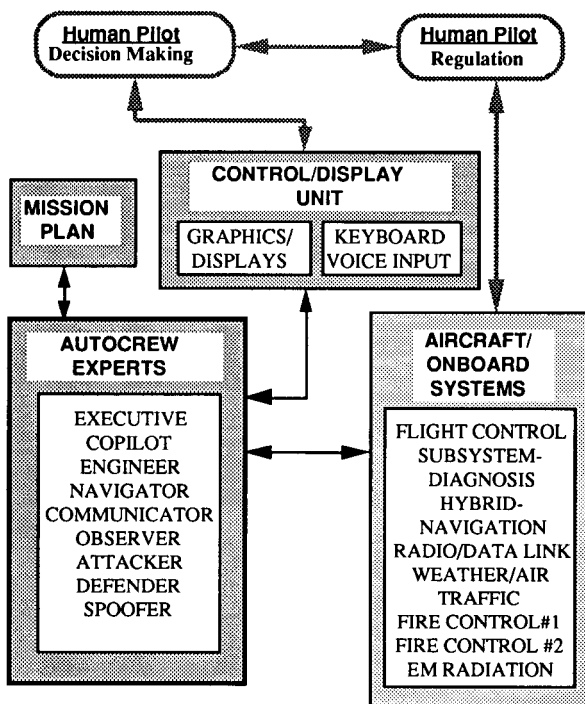 Human Pilot
Decision Making
Human Pilot
Regulation
CONTROL/DISPLAY
UNIT
GRAPHICS/
DISPLAYS
KEYBOARD
VOICE INPUT
MISSION
PLAN
AUTOCREW
EXPERTS
EXECUTIVE
COPILOT
ENGINEER
NAVIGATOR
COMMUNICATOR
OBSERVER
ATTACKER
DEFENDER
SPOOFER
AIRCRAFT/
ONBOARD
SYSTEMS
FLIGHT CONTROL
SUBSYSTEM-
DIAGNOSIS
HYBRID-
NAVIGATION
RADIO/DATA LINK
WEATHER/AIR
TRAFFIC
FIRE CONTROL#1
FIRE CONTROL #2
EM RADIATION